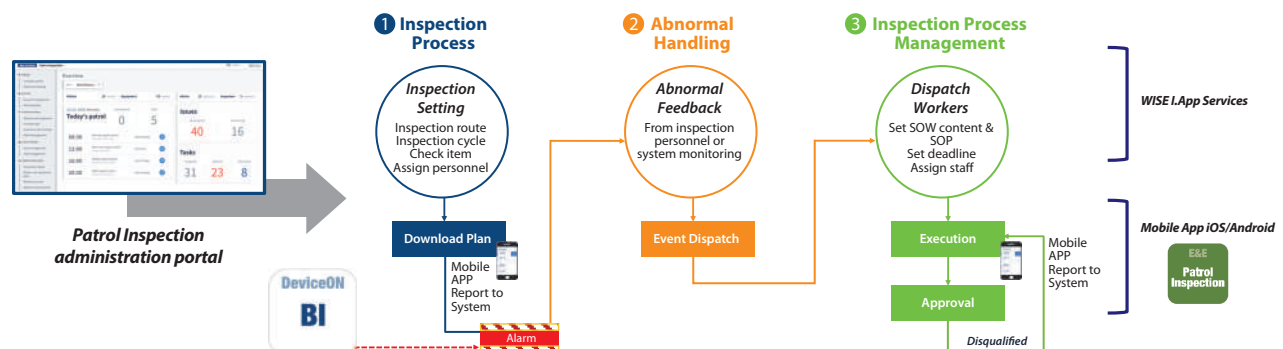 1 Inspection
Process
2 Abnormal
Handling
3 Inspection Process
Management
Overview
Today's patrol
0
5
Issues
40
16
Tasks
31
23
8
Patrol Inspection
administration portal
Inspection
Setting
Inspection route
Inspection cycle
Check item
Assign personnel
Download Plan
Mobile
APP
Report to
System
DeviceON
BI
Alarm
Abnormal
Feedback
From inspection
personnel or
system monitoring
Event Dispatch
Dispatch
Workers
Set SOW content &
SOP
Set deadline
Assign staff
Execution
Mobile
APP
Report to
System
Approval
Disqualified
WISE I.App Services
Mobile App iOS/Android
E&E
Patrol
Inspection